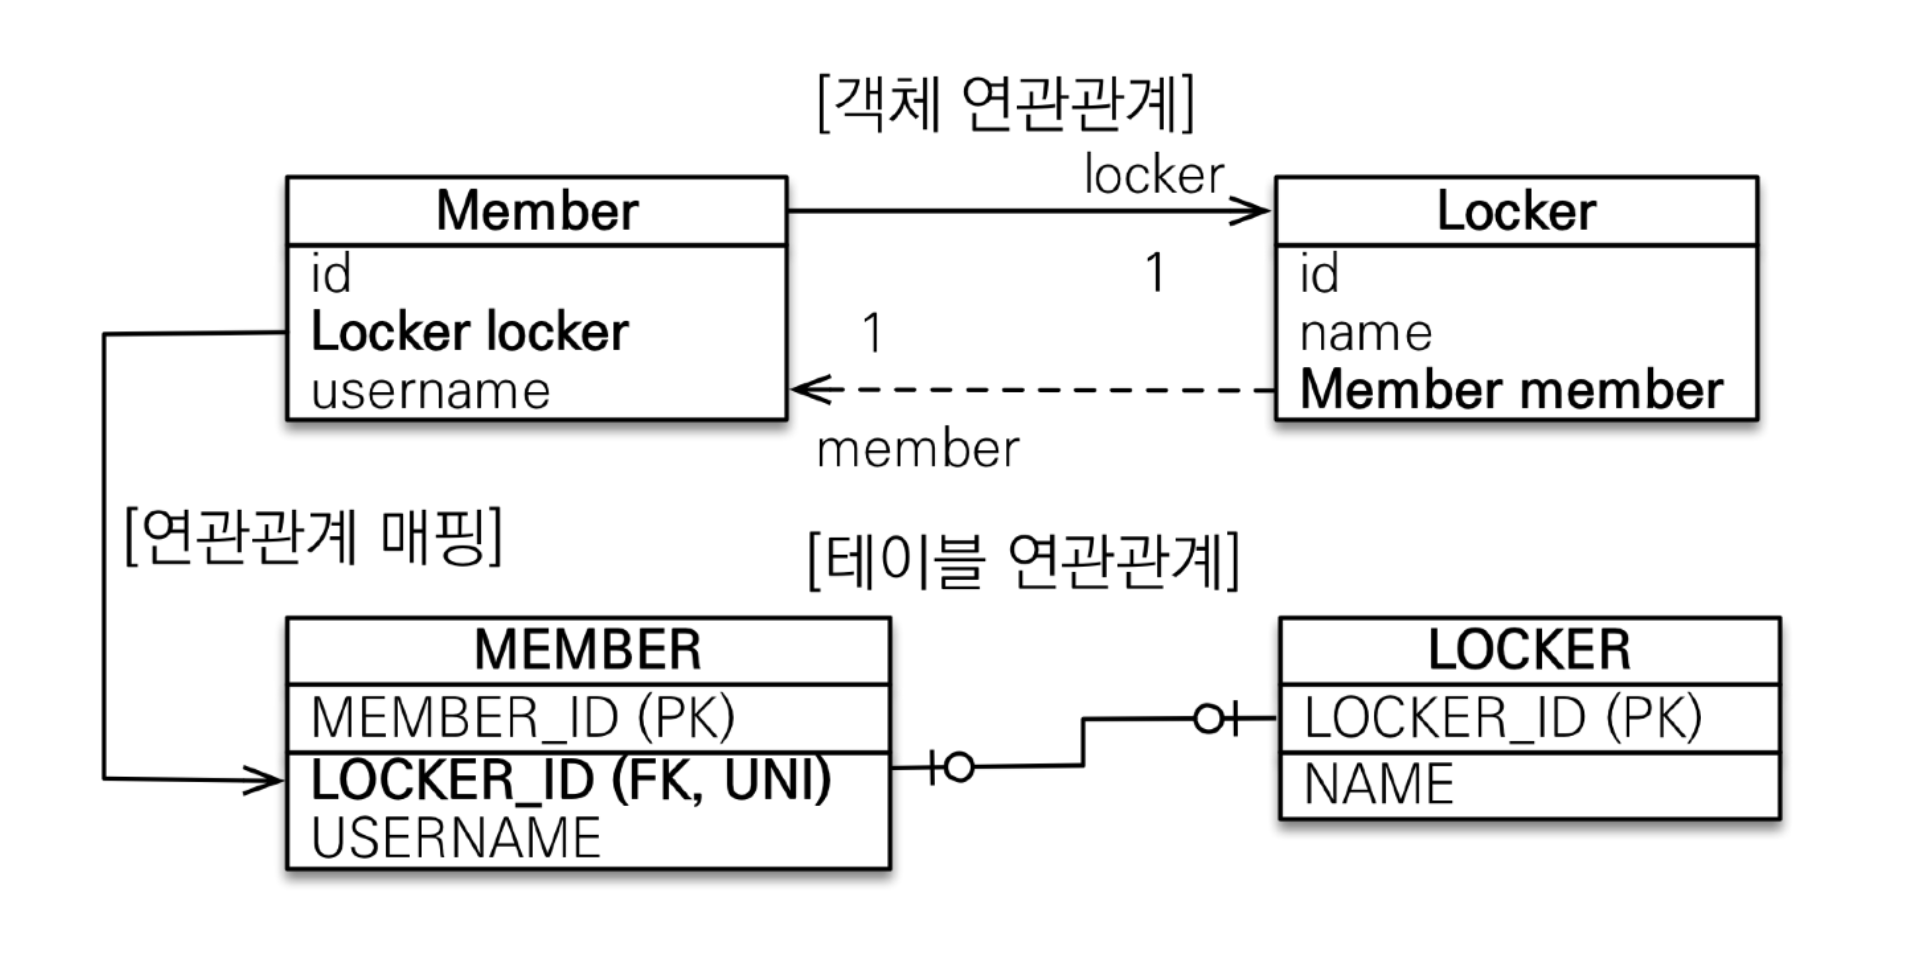 [객체 연관관계]
locker
Member
id
Locker locker
username
1
1
member
Locker
id
name
Member member
[연관관계 매핑]
[테이블 연관관계]
MEMBER
MEMBER_ID (PK)
LOCKER_ID (FK, UNI)
USERNAME
LOCKER
LOCKER_ID (PK)
NAME